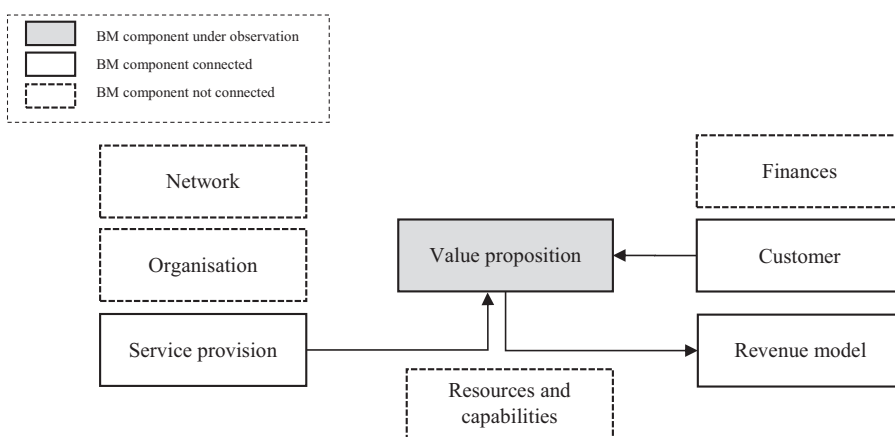 BM component under observation
BM component connected
BM component not connected
Network
Finances
Value proposition
Customer
Organisation
Service provision
Revenue model
Resources and
capabilities